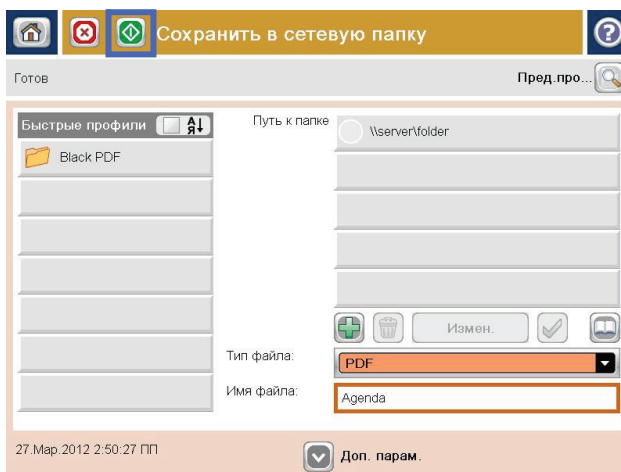 Сохранить в сетевую папку
?
Готов
Пред.про...
Быстрые профили
АЯ
Путь к папке
\\server\folder
Black PDF
Измен.
Тип файла:
PDF
Имя файла:
Agenda
27.Мар.2012 2:50:27 ПП
Доп. парам.